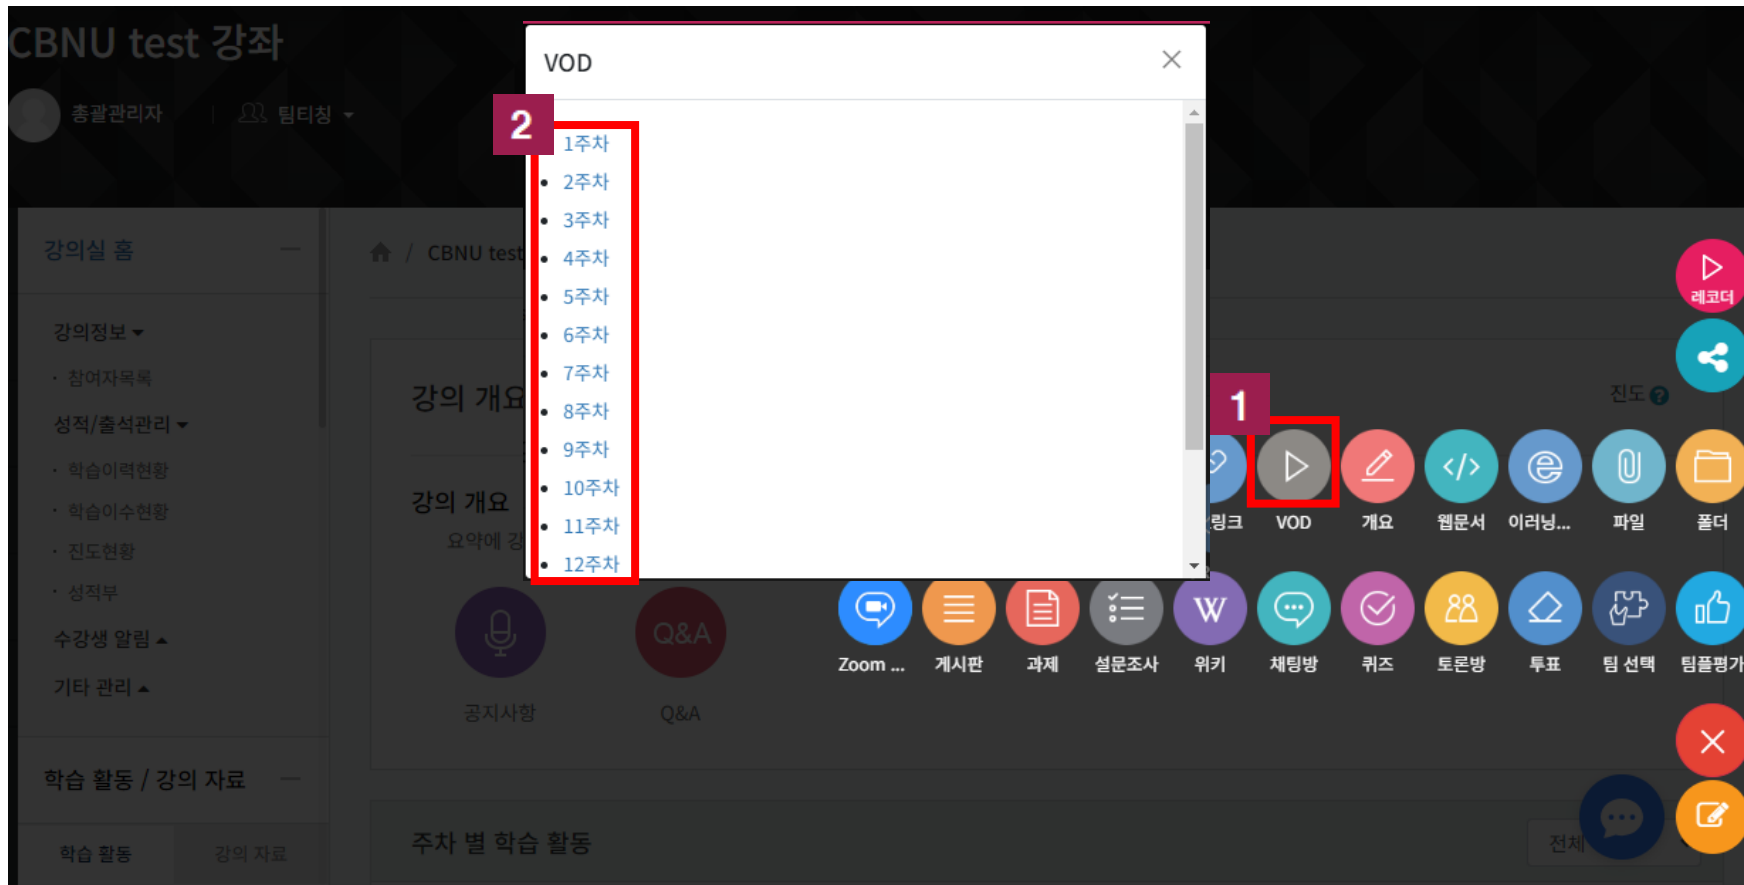 CBNU test 강좌
총괄관리자 | 팀티칭
VOD
2
1주차
2주차
3주차
4주차
5주차
6주차
7주차
8주차
9주차
10주차
11주차
12주차
강의실 홈
강의정보
· 참여자목록
성적/출석관리
· 학습이력현황
· 학습이수현황
· 진도현황
· 성적부
수강생 알림
기타 관리
학습 활동 / 강의 자료
학습 활동
강의 자료
/ CBNU test
강의 개요
강의 개요
요약에 강
Q&A
공지사항
Q&A
주차 별 학습 활동
전체
진도
레코더
1
링크
VOD
개요
</>
웹문서
이러닝...
파일
폴더
Zoom ...
게시판
과제
설문조사
W
위키
채팅방
퀴즈
토론방
투표
팀 선택
팀플평가